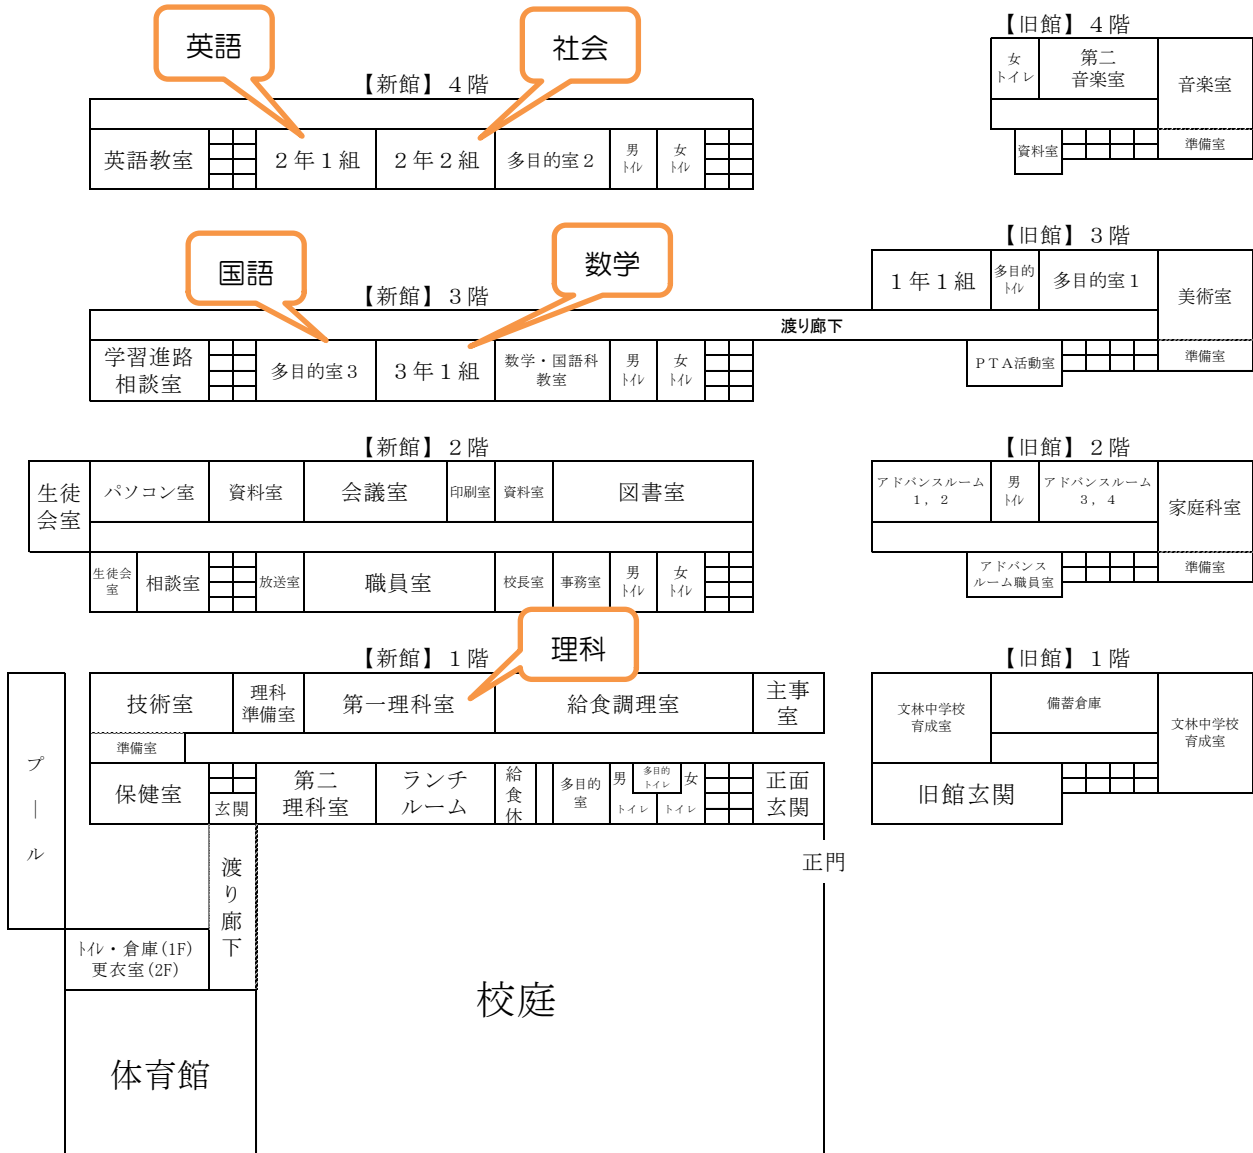 英語
社会
【新館】４階
英語教室
２年１組
２年２組
多目的室２
男
トイレ
女
トイレ
【旧館】４階
女
トイレ
第二
音楽室
音楽室
資料室
準備室
国語
数学
【新館】３階
渡り廊下
学習進路
相談室
多目的室３
３年１組
数学・国語科
教室
男
トイレ
女
トイレ
【旧館】３階
１年１組
多目的
トイレ
多目的室１
美術室
ＰＴＡ活動室
準備室
【新館】２階
生徒
会室
パソコン室
資料室
会議室
印刷室
資料室
図書室
生徒会
室
相談室
放送室
職員室
校長室
事務室
男
トイレ
女
トイレ
【旧館】２階
アドバンスルーム
１，２
男
トイレ
アドバンスルーム
３，４
家庭科室
アドバンス
ルーム職員室
準備室
理科
【新館】１階
技術室
理科
準備室
第一理科室
給食調理室
主事
室
準備室
保健室
玄関
第二
理科室
ランチ
ルーム
給
食
休
多目的
室
男
トイレ
多目的
トイレ
女
トイレ
正面
玄関
【旧館】１階
文林中学校
育成室
備蓄倉庫
文林中学校
育成室
旧館玄関
プール
渡り廊下
正門
トイレ・倉庫(1F)
更衣室(2F)
校庭
体育館